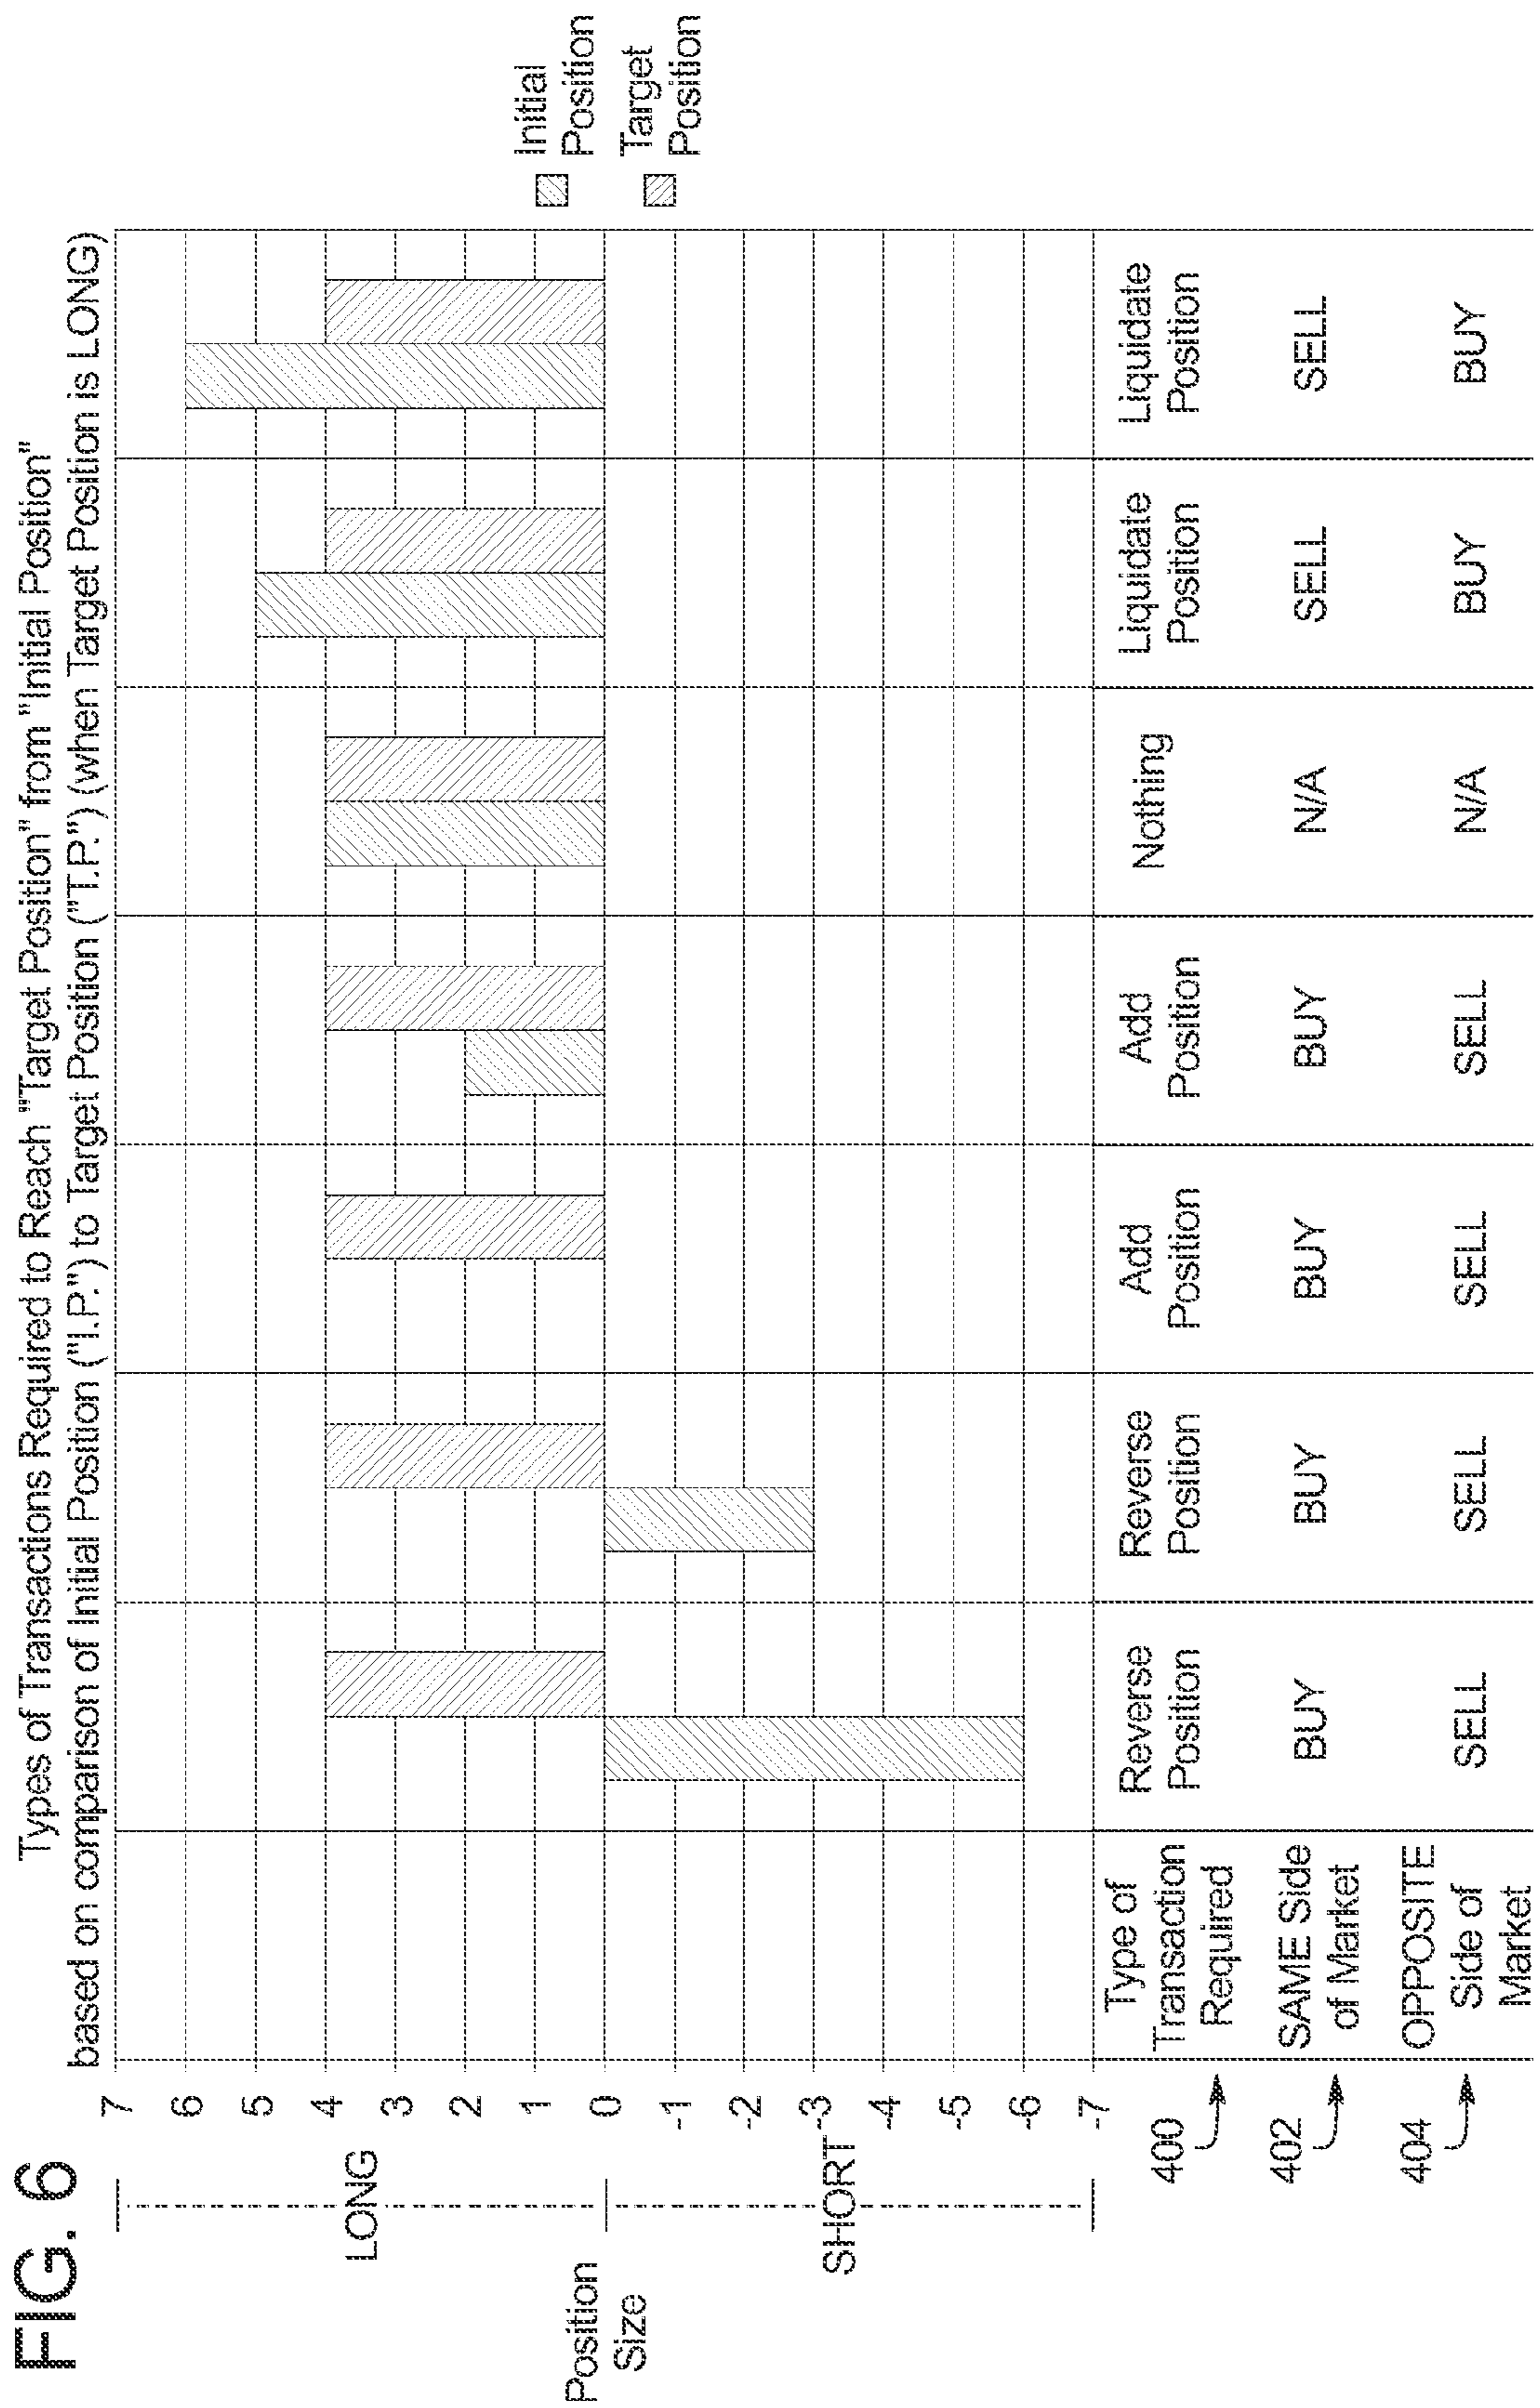 FIG. 6
Types of Transactions Required to Reach "Target Position" from "Initial Position"
based on comparison of Initial Position ("I.P.") to Target Position ("T.P.") (when Target Position is LONG)
Position
Size
LONG
SHORT
7
6
5
4
3
2
1
0
-1
-2
-3
-4
-5
-6
-7
Initial
Position
Target
Position
400
Type of
Transaction
Required
Reverse
Position
Reverse
Position
Add
Position
Add
Position
Nothing
Liquidate
Position
Liquidate
Position
402
SAME Side
of Market
BUY
BUY
BUY
BUY
N/A
SELL
SELL
404
OPPOSITE
Side of
Market
SELL
SELL
SELL
SELL
N/A
BUY
BUY